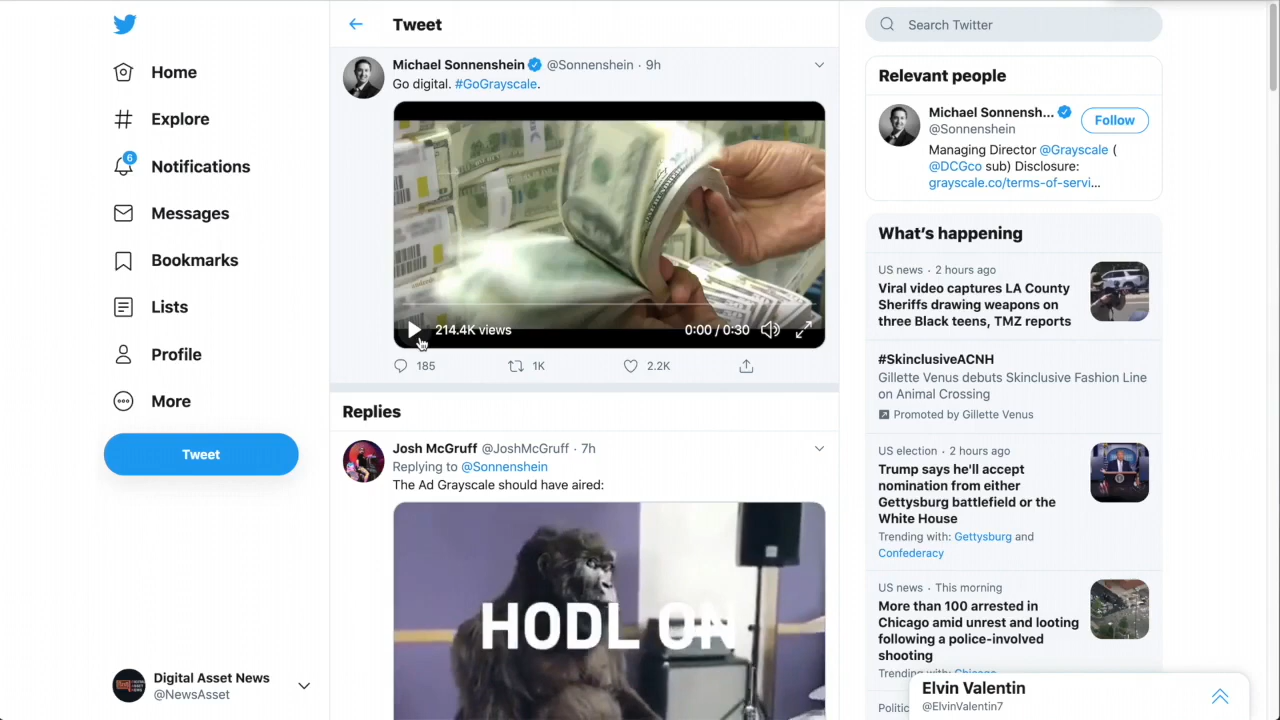 Home
Explore
6
Notifications
Messages
Bookmarks
Lists
Profile
More
Tweet
Digital Asset News
@NewsAsset
Tweet
Michael Sonnenshein @Sonnenshein · 9h
Go digital. #GoGrayscale.
214.4K views
0:00 / 0:30
185
1K
2.2K
Replies
Josh McGruff @JoshMcGruff · 7h
Replying to @Sonnenshein
The Ad Grayscale should have aired:
HODL ON
Search Twitter
Relevant people
Michael Sonnensh...
@Sonnenshein
Follow
Managing Director @Grayscale (
@DCGco sub) Disclosure:
grayscale.co/terms-of-servi...
What's happening
US news · 2 hours ago
Viral video captures LA County
Sheriffs drawing weapons on
three Black teens, TMZ reports
#SkinclusiveACNH
Gillette Venus debuts Skinclusive Fashion Line
on Animal Crossing
Promoted by Gillette Venus
US election · 2 hours ago
Trump says he'll accept
nomination from either
Gettysburg battlefield or the
White House
Trending with: Gettysburg and
Confederacy
US news · This morning
More than 100 arrested in
Chicago amid unrest and looting
following a police-involved
shooting
Trending with: Chicago
Politic
Elvin Valentin
@ElvinValentin7